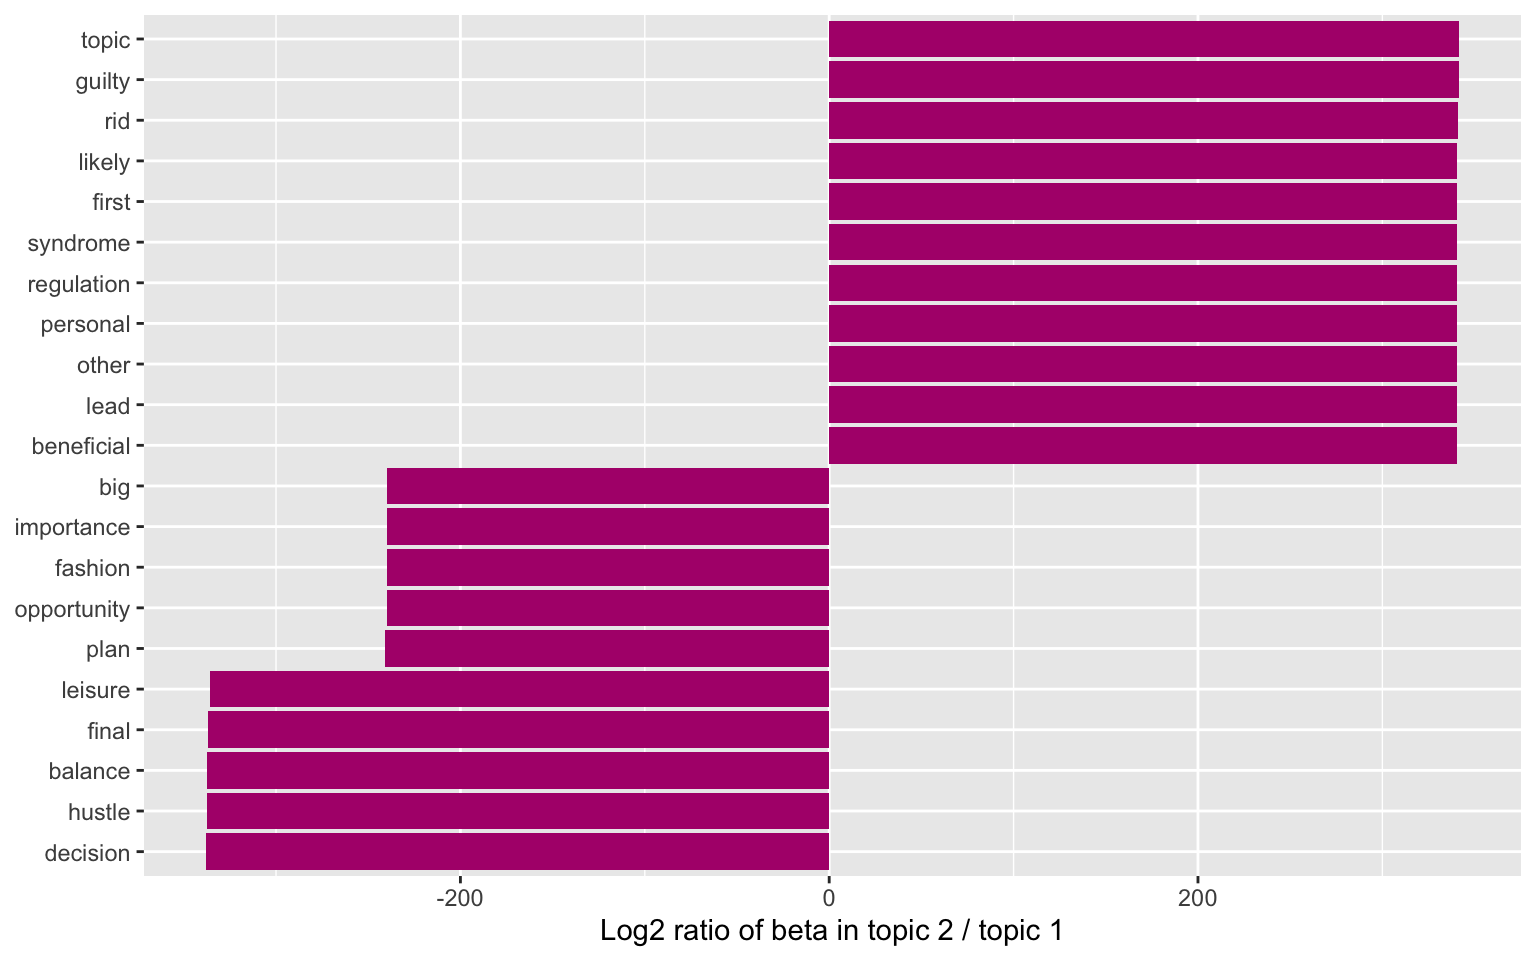 topic
guilty
rid
likely
first
syndrome
regulation
personal
other
lead
beneficial
big
importance
fashion
opportunity
plan
leisure
final
balance
hustle
decision
-200 0 200
Log2 ratio of beta in topic 2 / topic 1